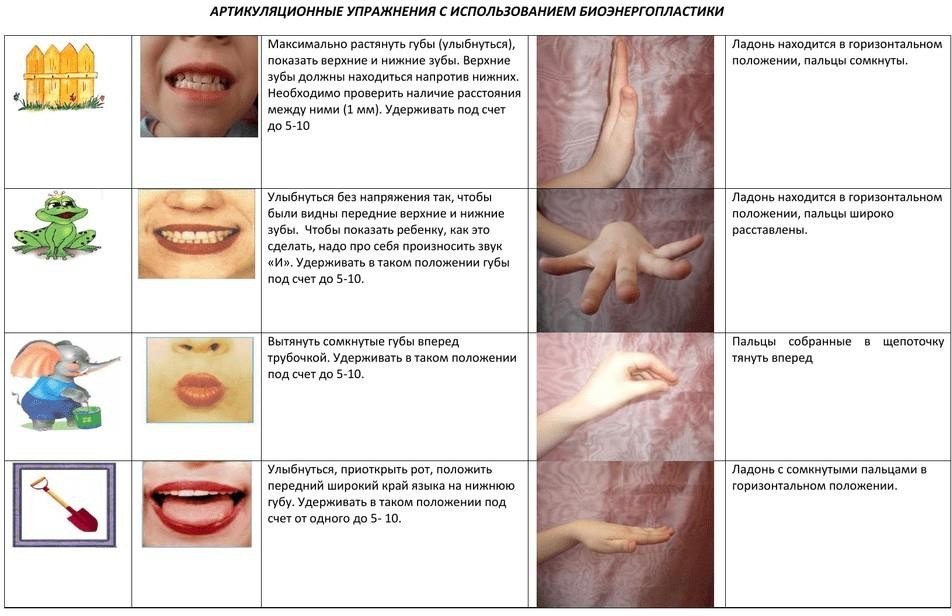 АРТИКУЛЯЦИОННЫЕ УПРАЖНЕНИЯ С ИСПОЛЬЗОВАНИЕМ БИОЭНЕРГОПЛАСТИКИ
Максимально растянуть губы (улыбнуться),
показать верхние и нижние зубы. Верхние
зубы должны находиться напротив нижних.
Необходимо проверить наличие расстояния
между ними (1 мм). Удерживать под счет
до 5-10
Ладонь находится в горизонтальном
положении, пальцы сомкнуты.
Улыбнуться без напряжения так, чтобы
были видны передние верхние и нижние
зубы. Чтобы показать ребенку, как это
сделать, надо про себя произносить звук
«И». Удерживать в таком положении губы
под счет до 5-10.
Ладонь находится в горизонтальном
положении, пальцы широко
расставлены.
Вытянуть сомкнутые губы вперед
трубочкой. Удерживать в таком положении
под счет до 5-10.
Пальцы собранные в щепоточку
тянуть вперед
Улыбнуться, приоткрыть рот, положить
передний широкий край языка на нижнюю
губу. Удерживать в таком положении под
счет от одного до 5- 10.
Ладонь с сомкнутыми пальцами в
горизонтальном положении.